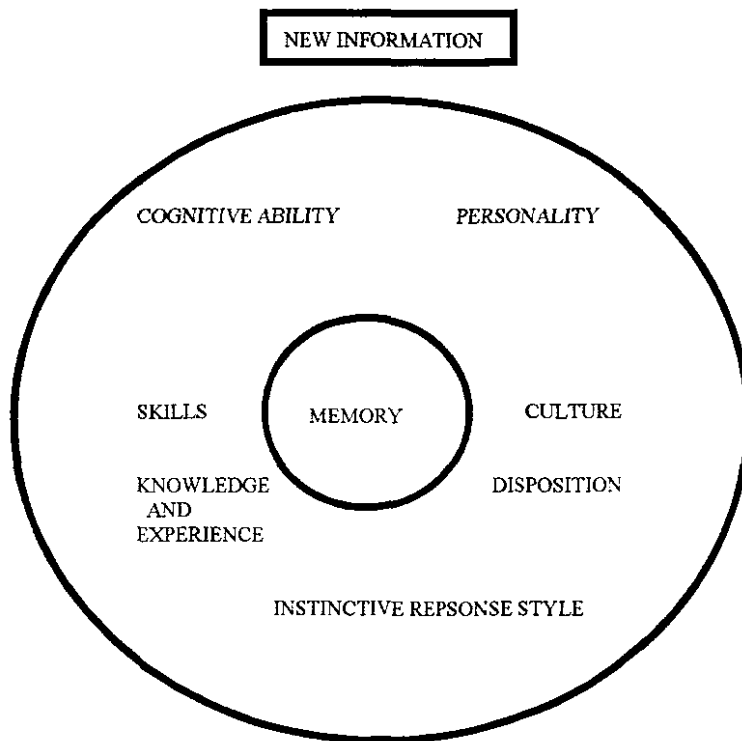 NEW INFORMATION
COGNITIVE ABILITY
PERSONALITY
SKILLS
MEMORY
CULTURE
KNOWLEDGE
AND
EXPERIENCE
DISPOSITION
INSTINCTIVE REPSONSE STYLE